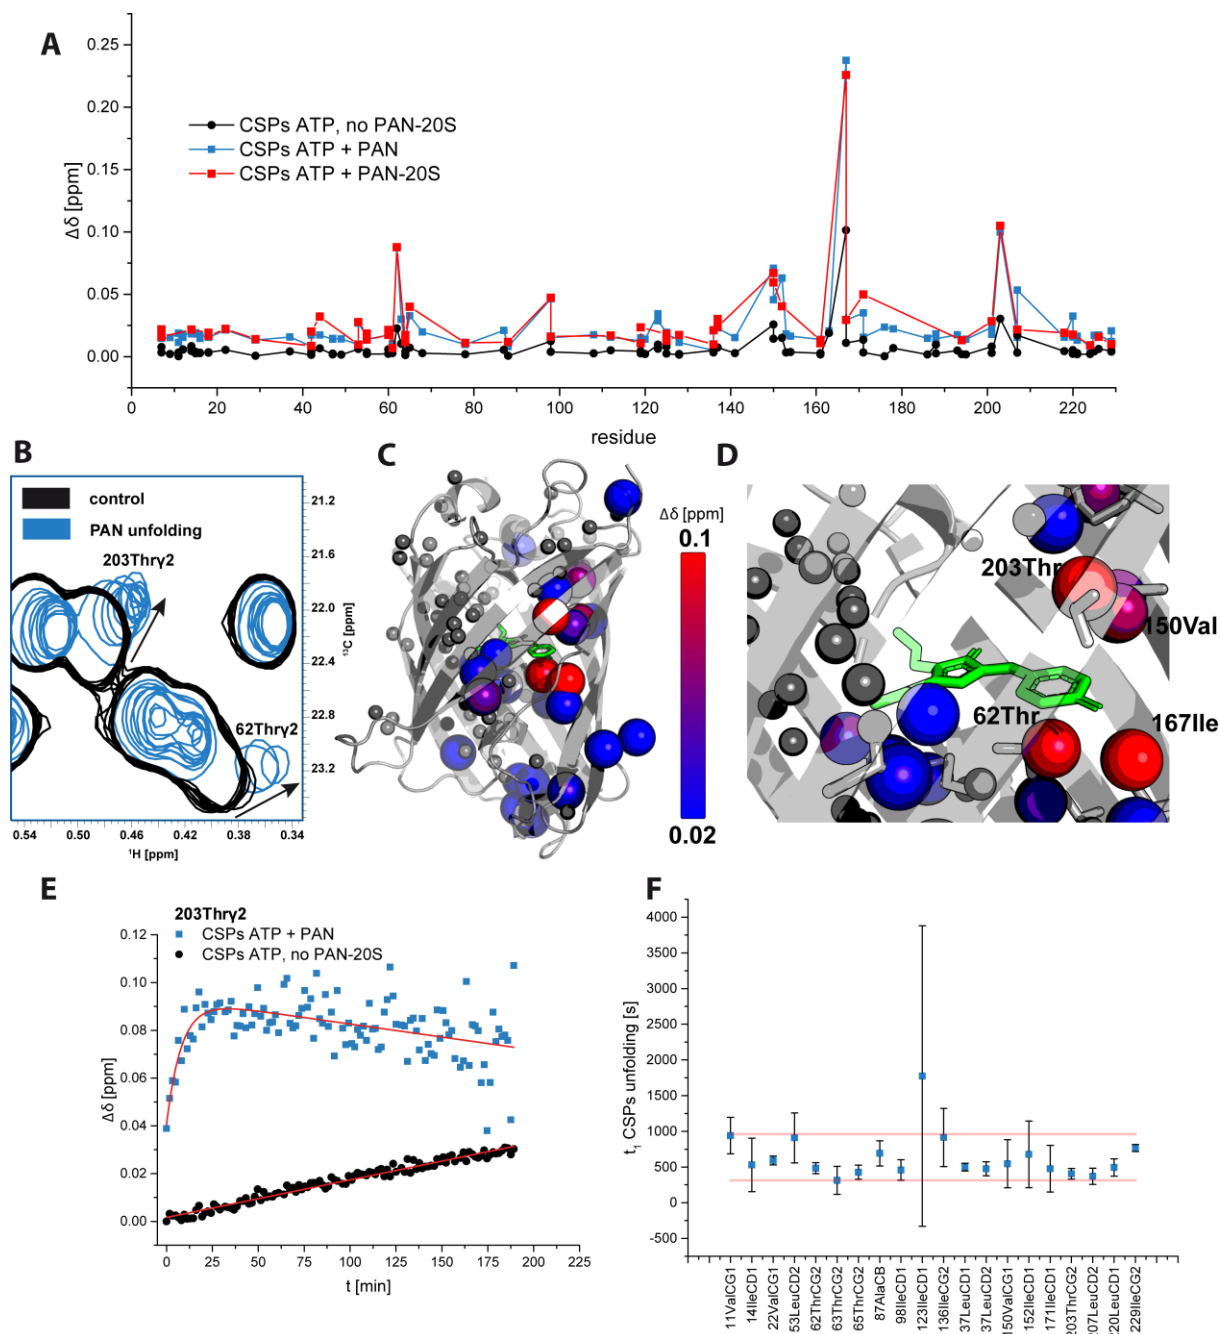 A
0.25
0.20
0.15
0.10
0.05
0.00
Δδ [ppm]
CSPs ATP, no PAN-20S
CSPs ATP + PAN
CSPs ATP + PAN-20S
0 20 40 60 80 100 120 140 160 180 200 220
residue
B
control
PAN unfolding
203Thrγ2
62Thrγ2
21.2
21.6
22.0
22.4
22.8
23.2
¹³C [ppm]
0.54 0.50 0.46 0.42 0.38 0.34
¹H [ppm]
C
Δδ [ppm]
0.1
0.02
D
203Thr
150Val
62Thr
167Ile
E
203Thrγ2
CSPs ATP + PAN
CSPs ATP, no PAN-20S
0.12
0.10
0.08
0.06
0.04
0.02
0.00
Δδ [ppm]
0 25 50 75 100 125 150 175 200 225
t [min]
F
4000
3500
3000
2500
2000
1500
1000
500
0
-500
t₁ CSPs unfolding [s]
11ValCG1
14IleCD1
22ValCG1
53LeuCD2
62ThrCG2
63ThrCG2
65ThrCG2
87AlaCB
98IleCD1
123IleCD1
136IleCG2
37LeuCD1
37LeuCD2
150ValCG1
152IleCD1
171IleCD1
203ThrCG2
207LeuCD2
220LeuCD1
229IleCG2